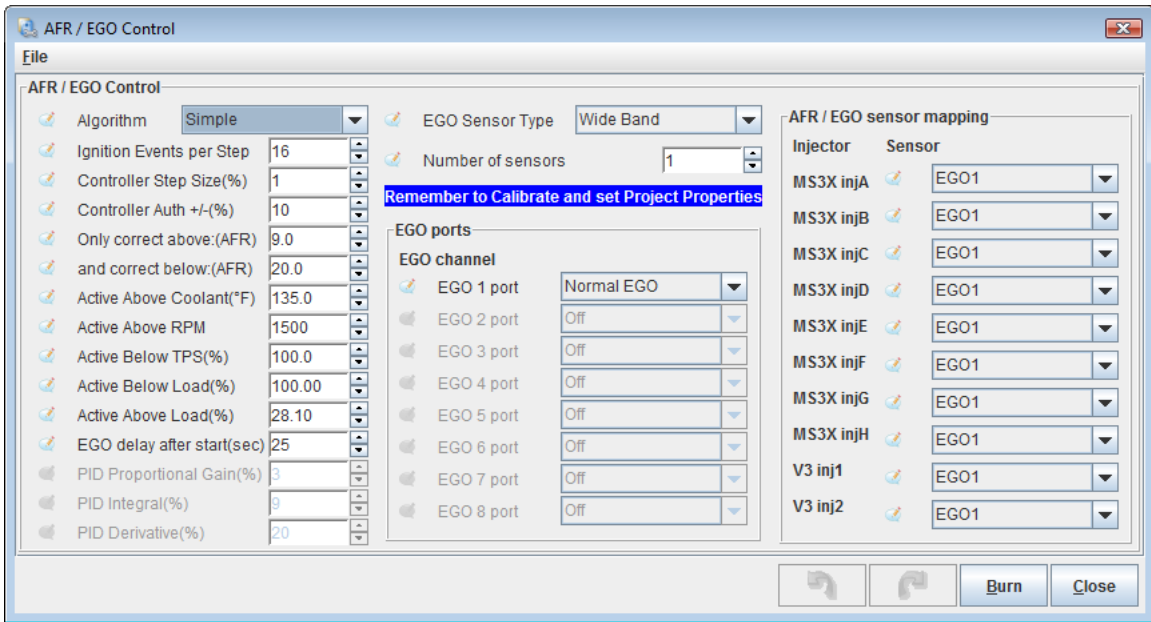 AFR / EGO Control
File
AFR / EGO Control
Algorithm Simple
Ignition Events per Step 16
Controller Step Size(%) 1
Controller Auth +/-(%) 10
Only correct above:(AFR) 9.0
and correct below:(AFR) 20.0
Active Above Coolant(°F) 135.0
Active Above RPM 1500
Active Below TPS(%) 100.0
Active Below Load(%) 100.00
Active Above Load(%) 28.10
EGO delay after start(sec) 25
PID Proportional Gain(%) 3
PID Integral(%) 9
PID Derivative(%) 20
EGO Sensor Type Wide Band
Number of sensors 1
Remember to Calibrate and set Project Properties
EGO ports
EGO channel
EGO 1 port Normal EGO
EGO 2 port Off
EGO 3 port Off
EGO 4 port Off
EGO 5 port Off
EGO 6 port Off
EGO 7 port Off
EGO 8 port Off
AFR / EGO sensor mapping
Injector Sensor
MS3X injA EGO1
MS3X injB EGO1
MS3X injC EGO1
MS3X injD EGO1
MS3X injE EGO1
MS3X injF EGO1
MS3X injG EGO1
MS3X injH EGO1
V3 inj1 EGO1
V3 inj2 EGO1
Burn Close